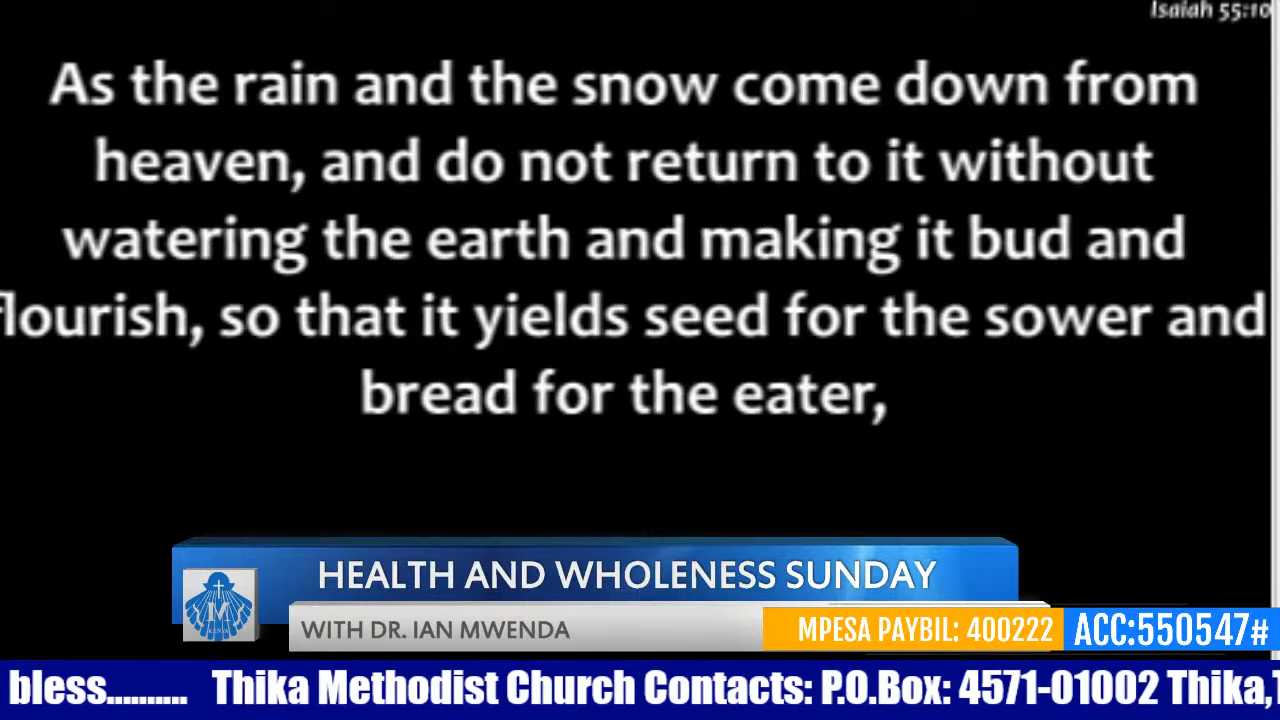 Isaiah 55:10
As the rain and the snow come down from
heaven, and do not return to it without
watering the earth and making it bud and
flourish, so that it yields seed for the sower and
bread for the eater,
HEALTH AND WHOLENESS SUNDAY
WITH DR. IAN MWENDA
MPESA PAYBIL: 400222 ACC:550547#
bless.......... Thika Methodist Church Contacts: P.O.Box: 4571-01002 Thika,T